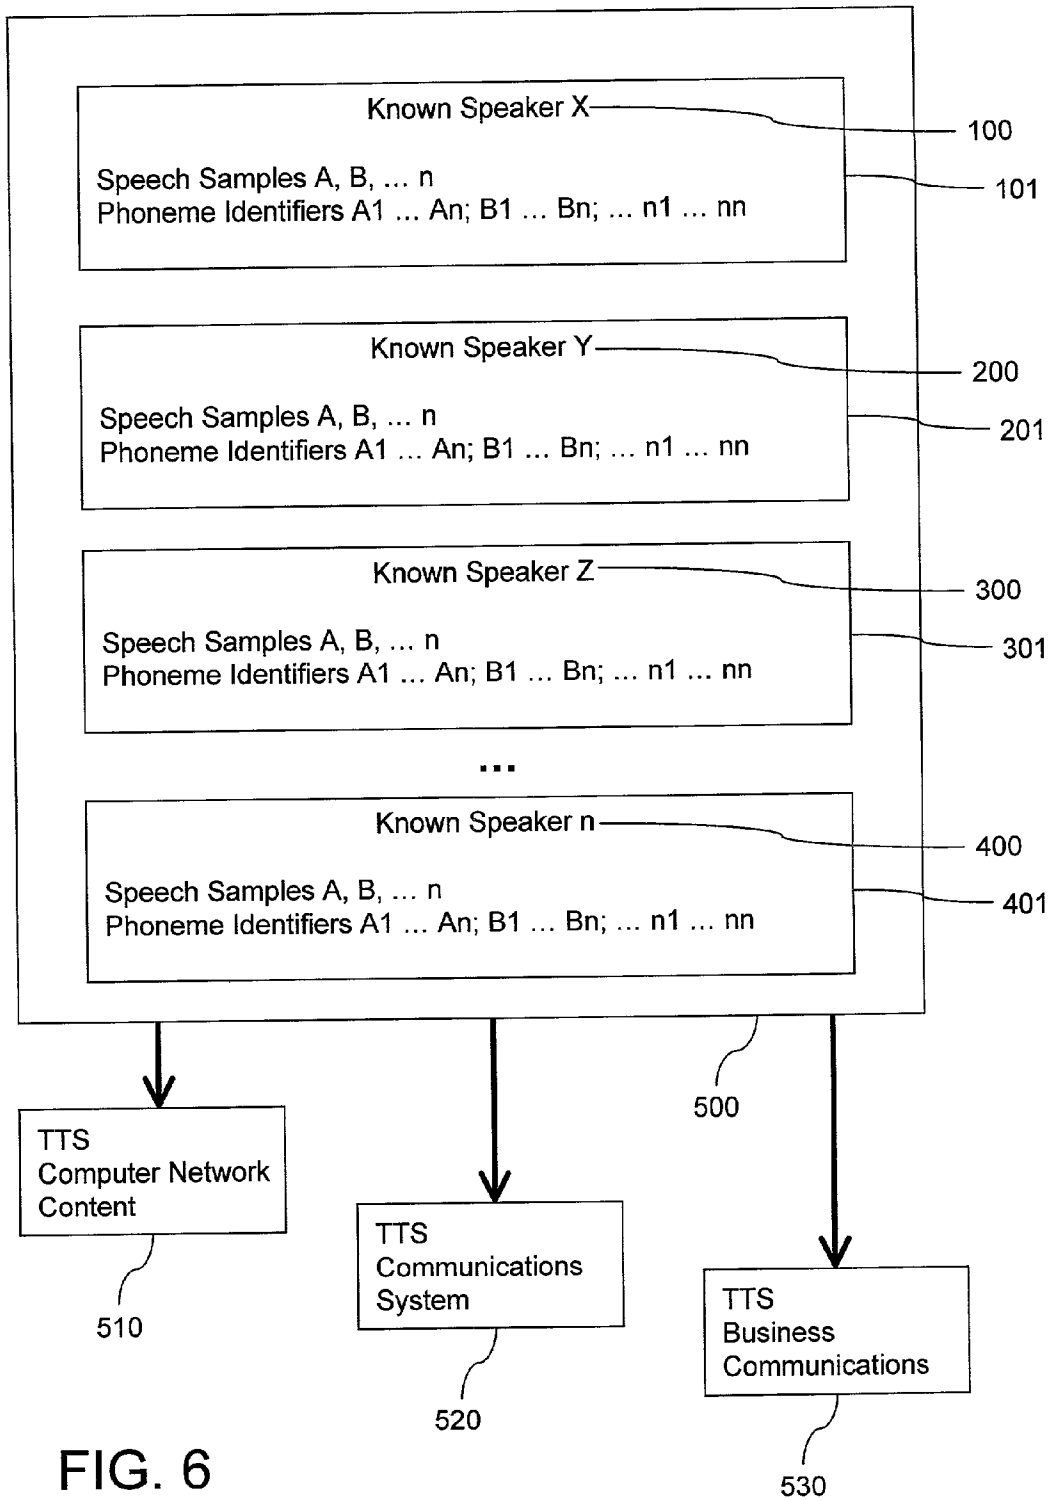 Known Speaker X
100
Speech Samples A, B, ... n
101
Phoneme Identifiers A1 ... An; B1 ... Bn; ... n1 ... nn
Known Speaker Y
200
Speech Samples A, B, ... n
201
Phoneme Identifiers A1 ... An; B1 ... Bn; ... n1 ... nn
Known Speaker Z
300
Speech Samples A, B, ... n
301
Phoneme Identifiers A1 ... An; B1 ... Bn; ... n1 ... nn
...
Known Speaker n
400
Speech Samples A, B, ... n
401
Phoneme Identifiers A1 ... An; B1 ... Bn; ... n1 ... nn
500
TTS
Computer Network
Content
510
TTS
Communications
System
520
TTS
Business
Communications
530
FIG. 6